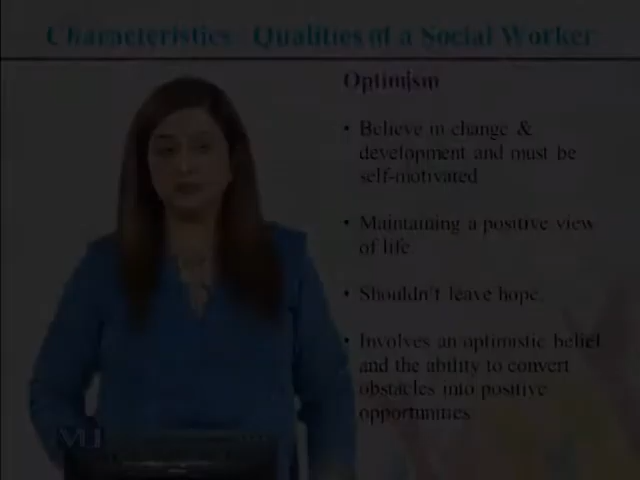 Characteristics / Qualities of a Social Worker
Optimism
• Believe in change &
development and must be
self-motivated
• Maintaining a positive view
of life
• Shouldn't leave hope.
• Involves an optimistic belief
and the ability to convert
obstacles into positive
opportunities
VU